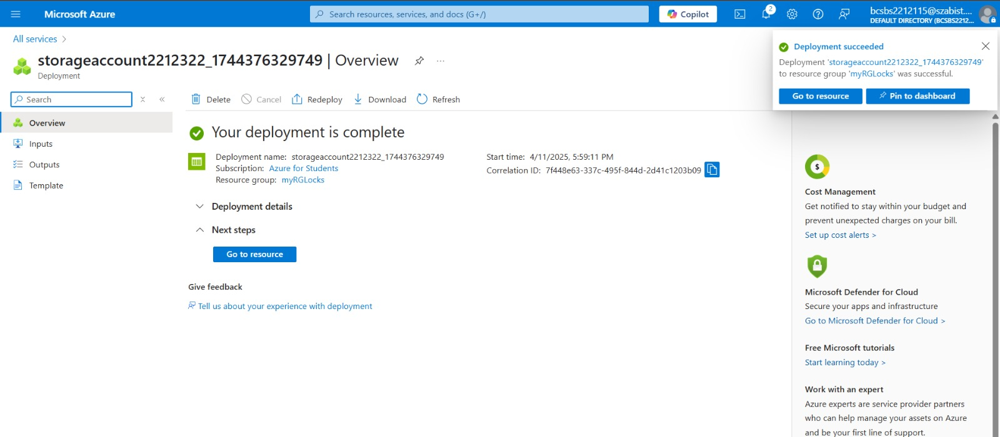 Microsoft Azure
Search resources, services, and docs (G+/)
Copilot
2
bcsbs2212115@szabist....
DEFAULT DIRECTORY (BCSBS2212...
All services >
storageaccount2212322_1744376329749 | Overview
...
Deployment
Deployment succeeded
Deployment 'storageaccount2212322_1744376329749'
to resource group 'myRGLocks' was successful.
Go to resource
Pin to dashboard
Search
Delete
Cancel
Redeploy
Download
Refresh
Overview
Inputs
Outputs
Template
Your deployment is complete
Deployment name: storageaccount2212322_1744376329749
Subscription: Azure for Students
Resource group: myRGLocks
Start time: 4/11/2025, 5:59:11 PM
Correlation ID: 7f448e63-337c-495f-844d-2d41c1203b09
Deployment details
Next steps
Go to resource
Give feedback
Tell us about your experience with deployment
$
Cost Management
Get notified to stay within your budget and
prevent unexpected charges on your bill.
Set up cost alerts >
Microsoft Defender for Cloud
Secure your apps and infrastructure
Go to Microsoft Defender for Cloud >
Free Microsoft tutorials
Start learning today >
Work with an expert
Azure experts are service provider partners
who can help manage your assets on Azure
and be your first line of support.